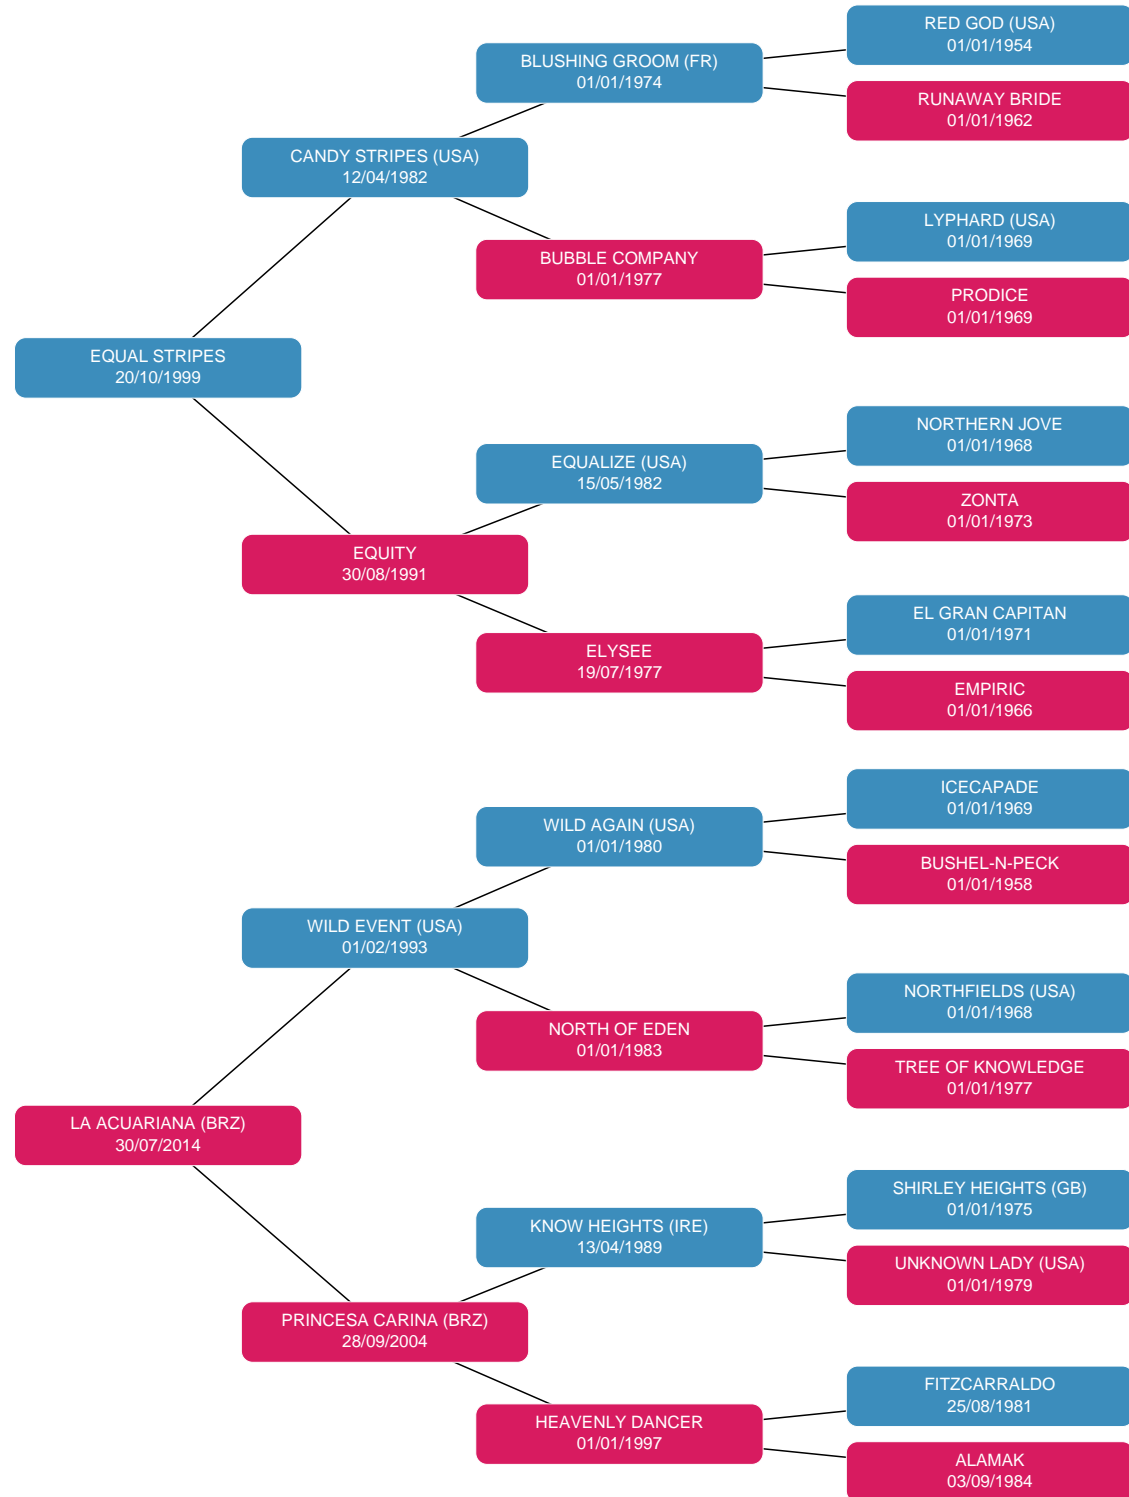 RED GOD (USA)
01/01/1954
BLUSHING GROOM (FR)
01/01/1974
RUNAWAY BRIDE
01/01/1962
CANDY STRIPES (USA)
12/04/1982
LYPHARD (USA)
01/01/1969
BUBBLE COMPANY
01/01/1977
PRODICE
01/01/1969
EQUAL STRIPES
20/10/1999
NORTHERN JOVE
01/01/1968
EQUALIZE (USA)
15/05/1982
ZONTA
01/01/1973
EQUITY
30/08/1991
EL GRAN CAPITAN
01/01/1971
ELYSEE
19/07/1977
EMPIRIC
01/01/1966
ICECAPADE
01/01/1969
WILD AGAIN (USA)
01/01/1980
BUSHEL-N-PECK
01/01/1958
WILD EVENT (USA)
01/02/1993
NORTHFIELDS (USA)
01/01/1968
NORTH OF EDEN
01/01/1983
TREE OF KNOWLEDGE
01/01/1977
LA ACUARIANA (BRZ)
30/07/2014
SHIRLEY HEIGHTS (GB)
01/01/1975
KNOW HEIGHTS (IRE)
13/04/1989
UNKNOWN LADY (USA)
01/01/1979
PRINCESA CARINA (BRZ)
28/09/2004
FITZCARRALDO
25/08/1981
HEAVENLY DANCER
01/01/1997
ALAMAK
03/09/1984